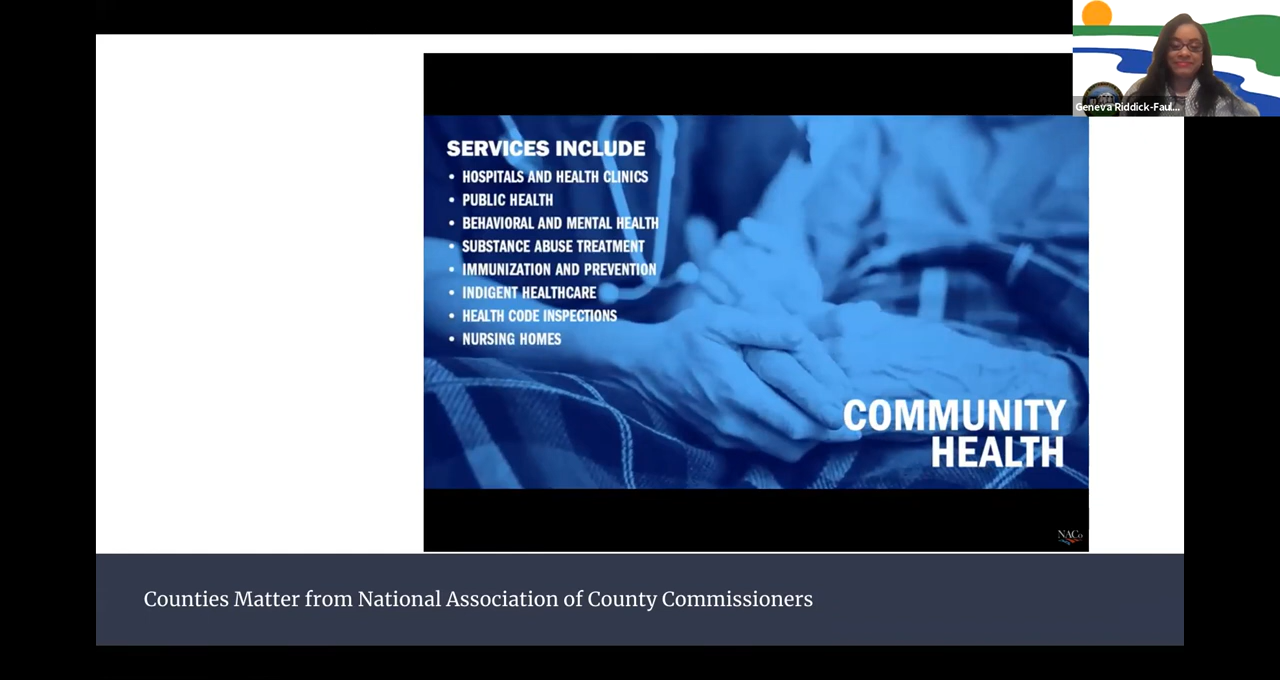 Geneva Riddick-Faul...
SERVICES INCLUDE
• HOSPITALS AND HEALTH CLINICS
• PUBLIC HEALTH
• BEHAVIORAL AND MENTAL HEALTH
• SUBSTANCE ABUSE TREATMENT
• IMMUNIZATION AND PREVENTION
• INDIGENT HEALTHCARE
• HEALTH CODE INSPECTIONS
• NURSING HOMES
COMMUNITY
HEALTH
NACo
Counties Matter from National Association of County Commissioners